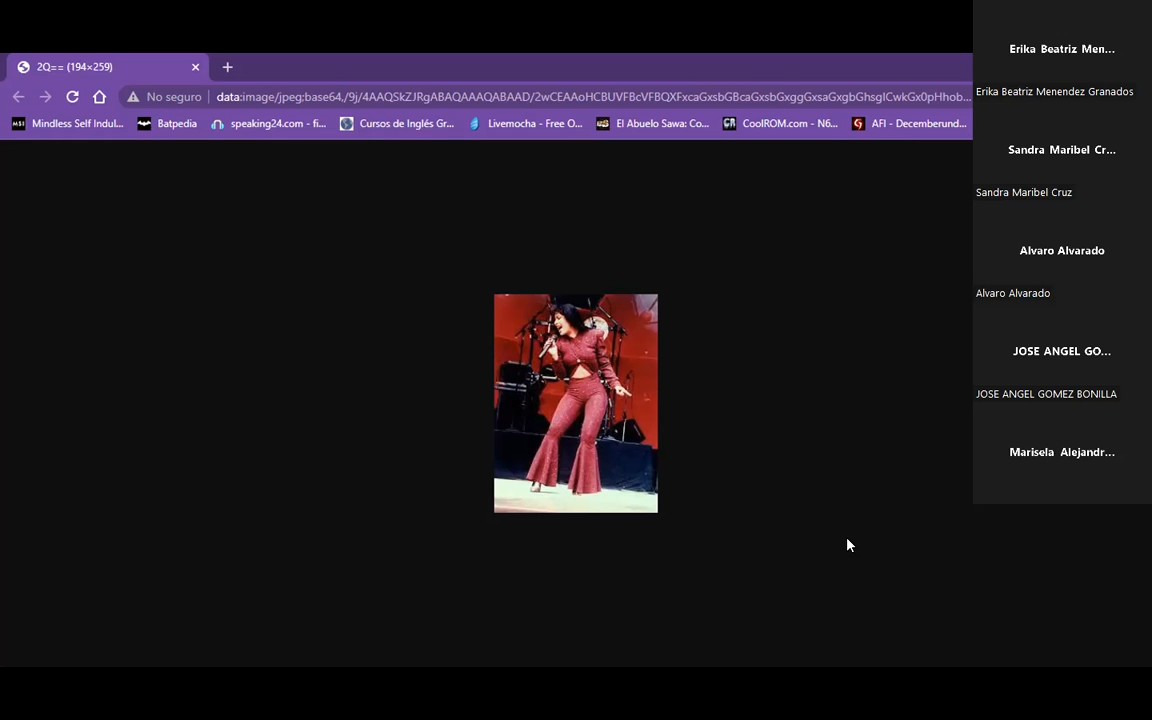 2Q== (194×259)
No seguro
data:image/jpeg;base64,/9j/4AAQSkZJRgABAQAAAQABAAD/2wCEAAoHCBUVFBcVFBQXFxcaGxsbGBcaGxsbGxggGxsaGxgbGhsgICwkGx0pHhob...
Mindless Self Indul...
Batpedia
speaking24.com - fi...
Cursos de Inglés Gr...
Livemocha - Free O...
El Abuelo Sawa: Co...
CoolROM.com - N6...
AFI - Decemberund...
Erika Beatriz Men...
Erika Beatriz Menendez Granados
Sandra Maribel Cr...
Sandra Maribel Cruz
Alvaro Alvarado
Alvaro Alvarado
JOSE ANGEL GO...
JOSE ANGEL GOMEZ BONILLA
Marisela Alejandr...